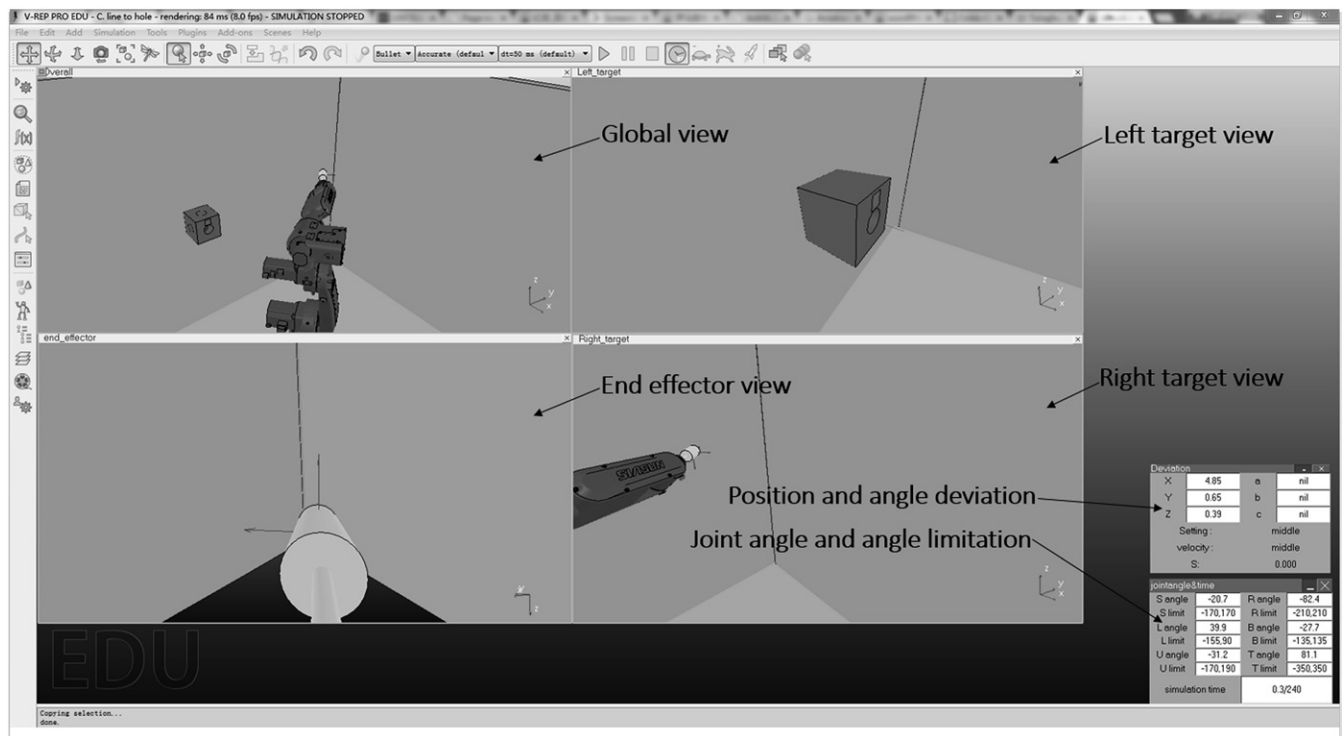 V-REP PRO EDU - C. line to hole - rendering: 84 ms (8.0 fps) - SIMULATION STOPPED
File Edit Add Simulation Tools Plugins Add-ons Scenes Help
Bullet Accurate (defaul dt=50 ms (default)
Overall
Left_target
Global view
Left target view
z
y
x
z
y
x
end_effector
Right_target
End effector view
Right target view
SIASUN
Position and angle deviation
Joint angle and angle limitation
z
y
x
z
Deviation
X 4.85 a nil
Y 0.65 b nil
Z 0.39 c nil
Setting : middle
velocity : middle
S: 0.000
jointangle&time
S angle -20.7 R angle -82.4
S limit -170,170 R limit -210,210
L angle 39.9 B angle -27.7
L limit -155,90 B limit -135,135
U angle -31.2 T angle 81.1
U limit -170,190 T limit -350,350
simulation time 0.3/240
EDU
Copying selection...
done.